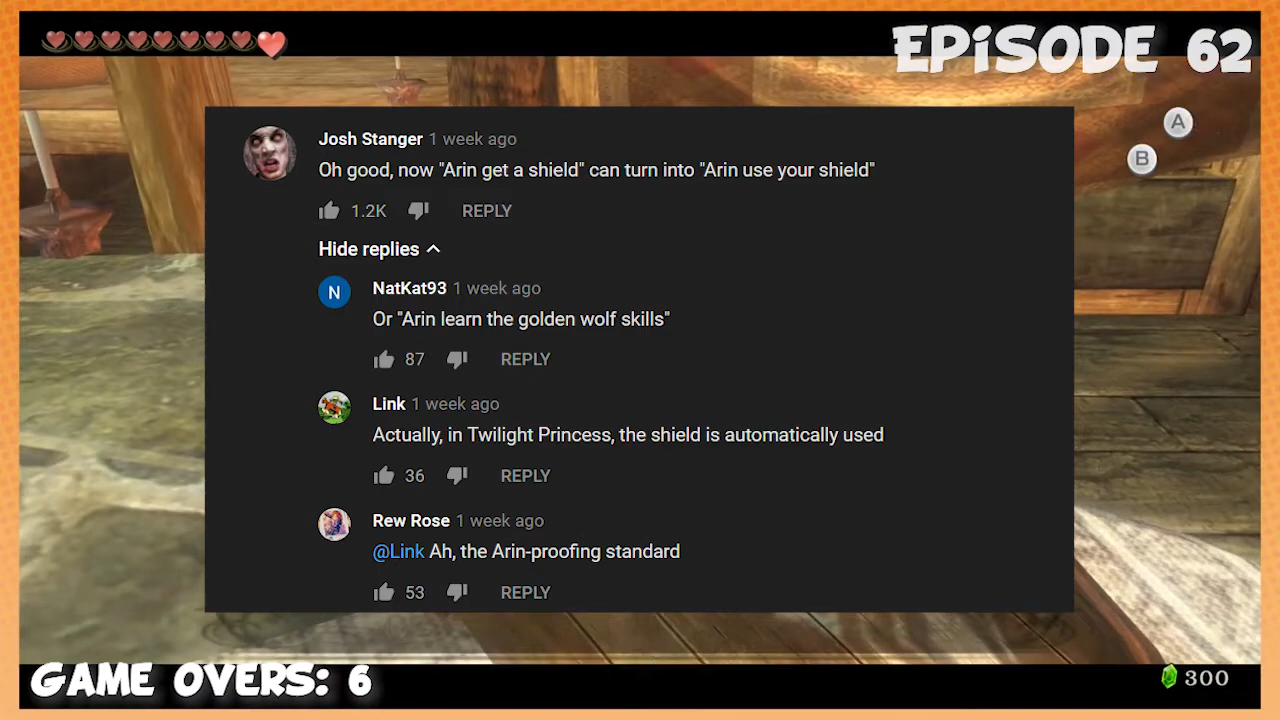 EPISODE 62
A
B
Josh Stanger 1 week ago
Oh good, now "Arin get a shield" can turn into "Arin use your shield"
1.2K REPLY
Hide replies
N
NatKat93 1 week ago
Or "Arin learn the golden wolf skills"
87 REPLY
Link 1 week ago
Actually, in Twilight Princess, the shield is automatically used
36 REPLY
Rew Rose 1 week ago
@Link Ah, the Arin-proofing standard
53 REPLY
GAME OVERS: 6
300